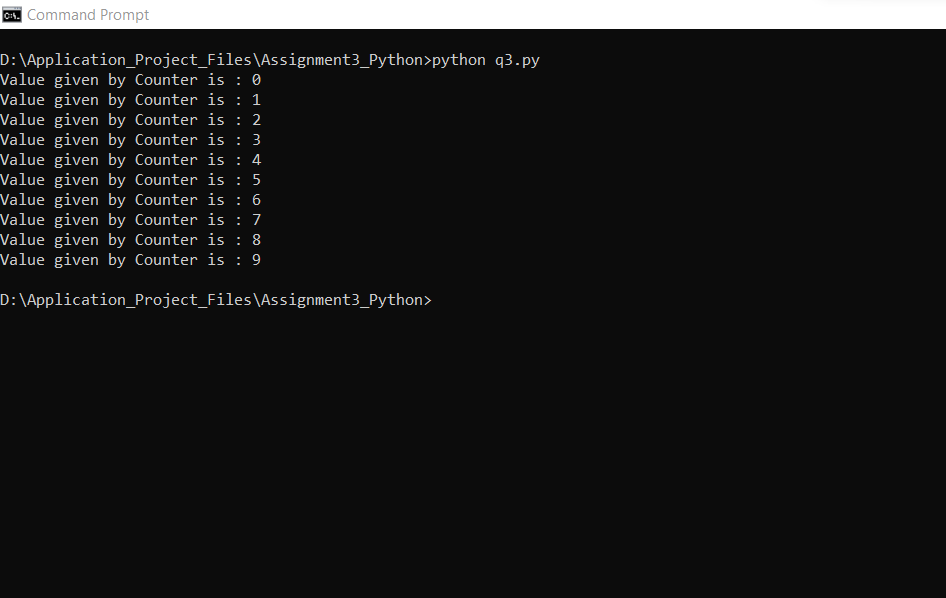 Command Prompt
D:\Application_Project_Files\Assignment3_Python>python q3.py
Value given by Counter is : 0
Value given by Counter is : 1
Value given by Counter is : 2
Value given by Counter is : 3
Value given by Counter is : 4
Value given by Counter is : 5
Value given by Counter is : 6
Value given by Counter is : 7
Value given by Counter is : 8
Value given by Counter is : 9
D:\Application_Project_Files\Assignment3_Python>